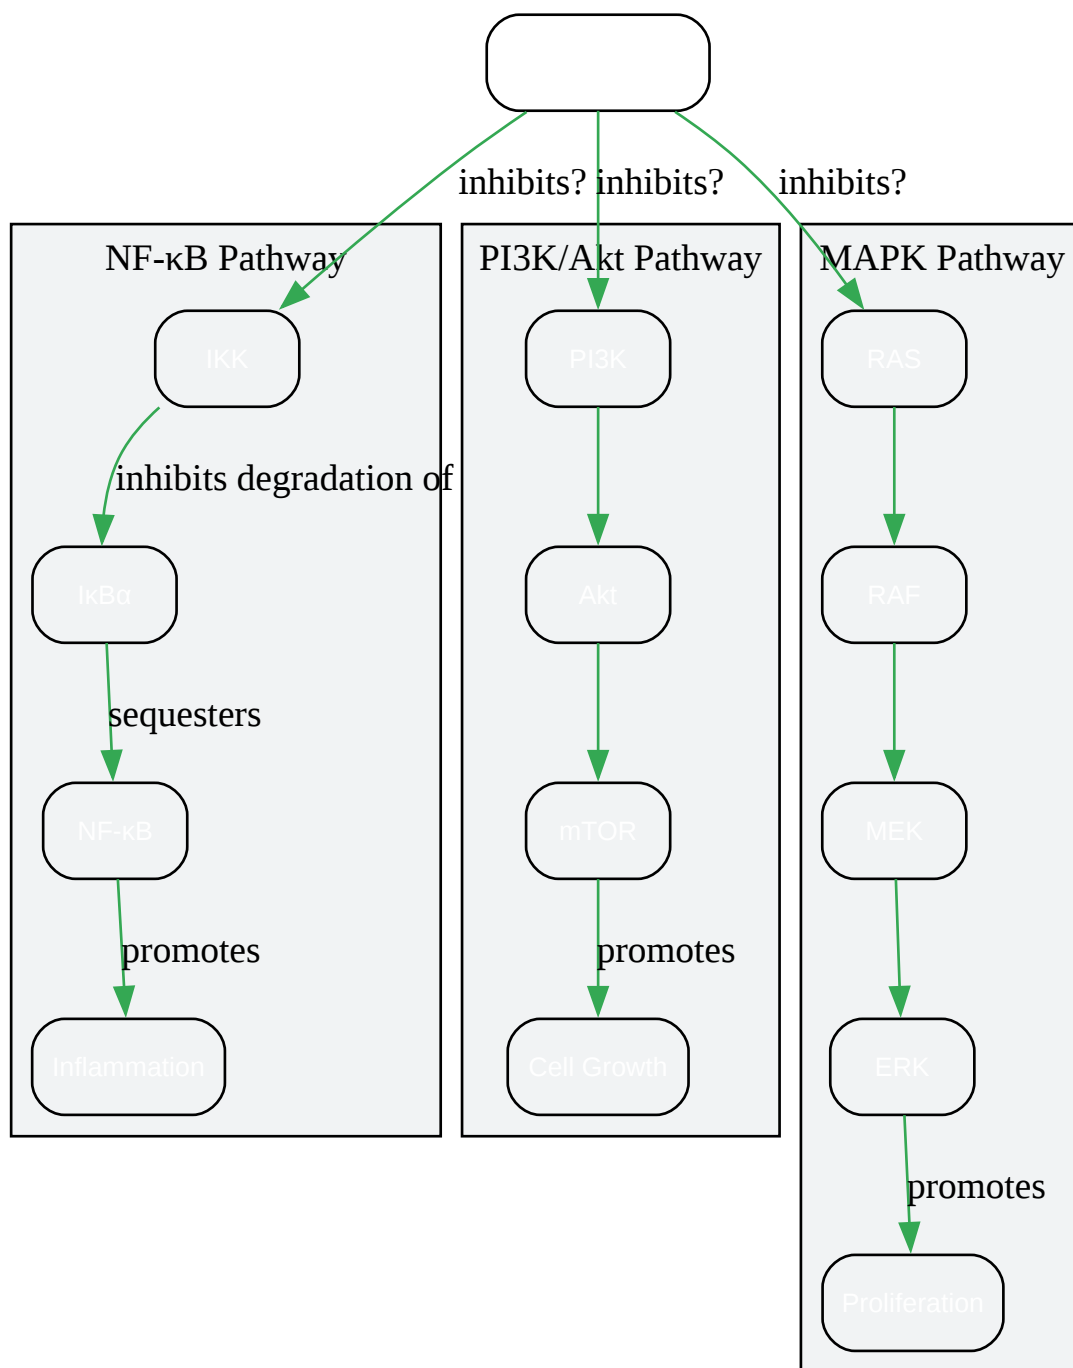 inhibits? inhibits? inhibits?
NF-κB Pathway
PI3K/Akt Pathway
MAPK Pathway
IKK
PI3K
RAS
inhibits degradation of
IκBα
Akt
RAF
sequesters
NF-κB
mTOR
MEK
promotes
promotes
Inflammation
Cell Growth
ERK
promotes
Proliferation